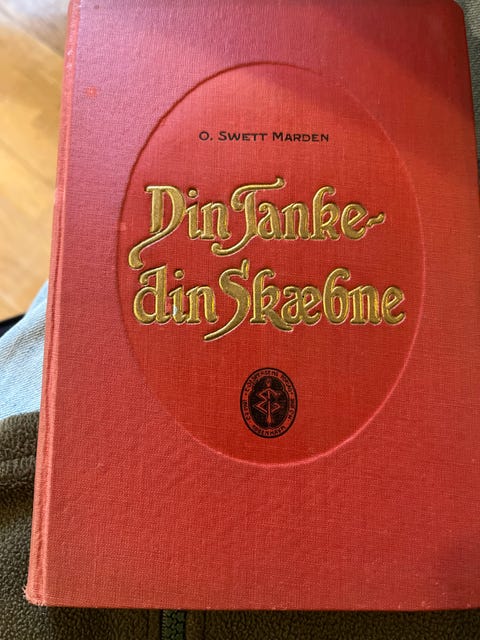 O. SWETT MARDEN
Din Tanke-
din Skæbne